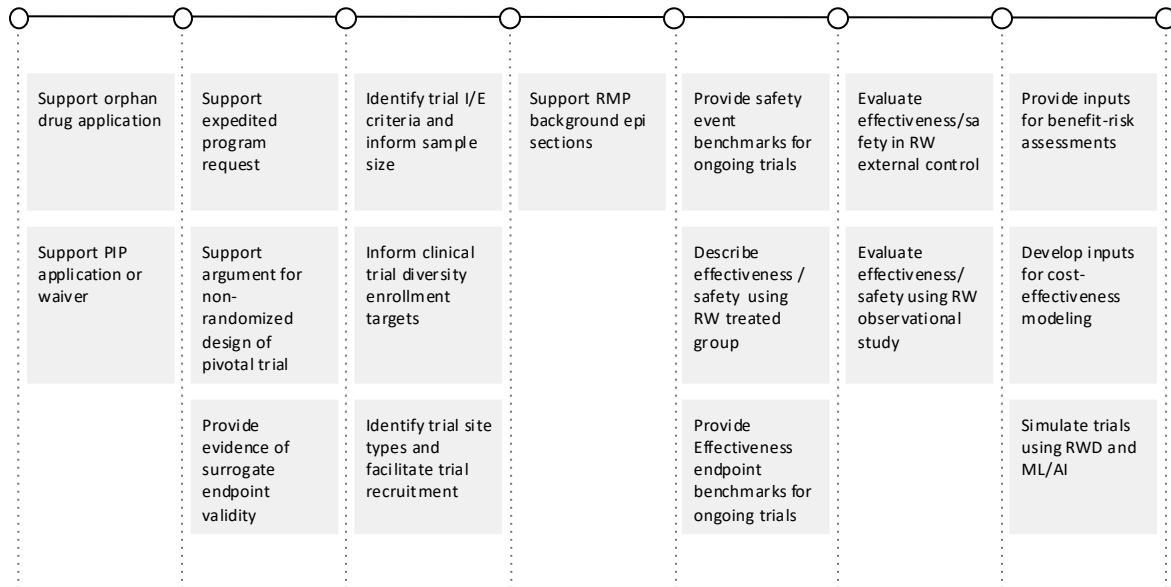 Support orphan
drug application
Support
expedited
program
request
Identify trial I/E
criteria and
inform sample
size
Support RMP
background epi
sections
Provide safety
event
benchmarks for
ongoing trials
Evaluate
effectiveness/sa
fety in RW
external control
Provide inputs
for benefit-risk
assessments
Support PIP
application or
waiver
Support
argument for
non-
randomized
design of
pivotal trial
Inform clinical
trial diversity
enrollment
targets
Describe
effectiveness /
safety using
RW treated
group
Evaluate
effectiveness/
safety using RW
observational
study
Develop inputs
for cost-
effectiveness
modeling
Provide
evidence of
surrogate
endpoint
validity
Identify trial site
types and
facilitate trial
recruitment
Provide
Effectiveness
endpoint
benchmarks for
ongoing trials
Simulate trials
using RWD and
ML/AI